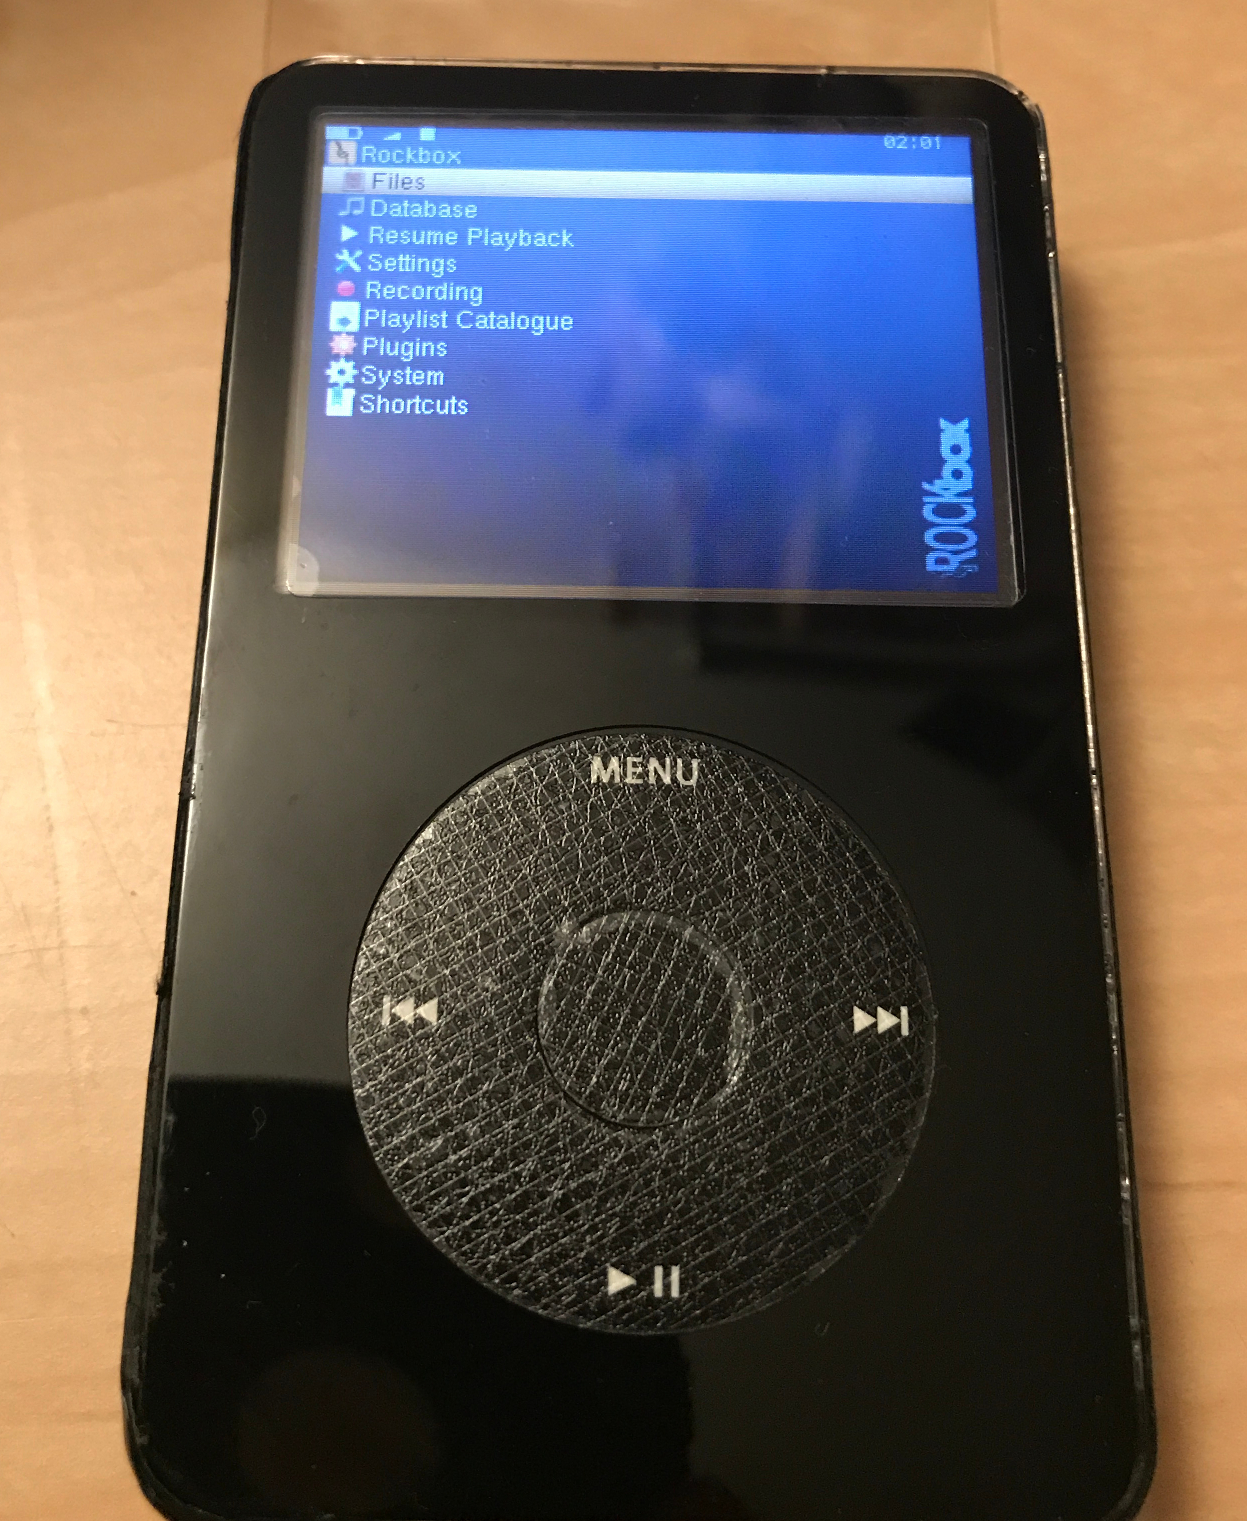 02:01
Rockbox
Files
Database
Resume Playback
Settings
Recording
Playlist Catalogue
Plugins
System
Shortcuts
ROCKbox
MENU